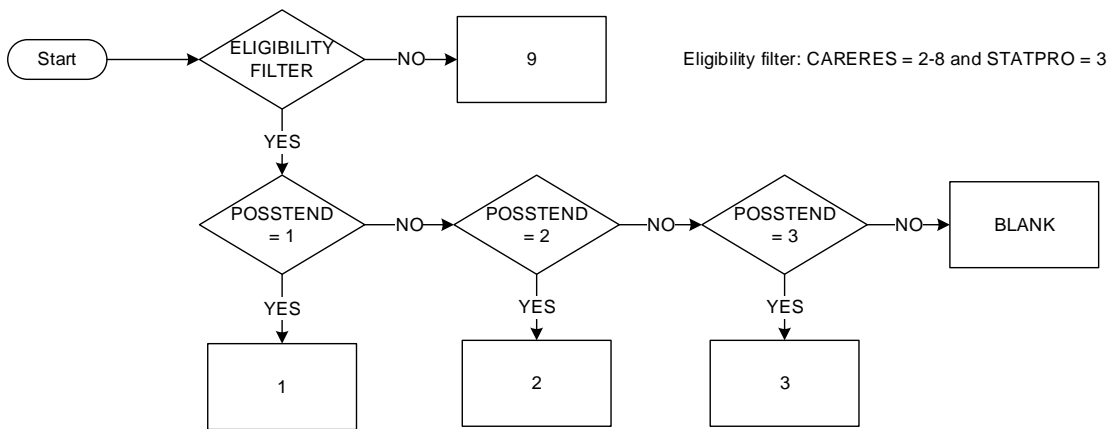 Start
ELIGIBILITY
FILTER
NO
9
Eligibility filter: CARERES = 2-8 and STATPRO = 3
YES
POSSTEND
= 1
NO
POSSTEND
= 2
NO
POSSTEND
= 3
NO
BLANK
YES
YES
YES
1
2
3